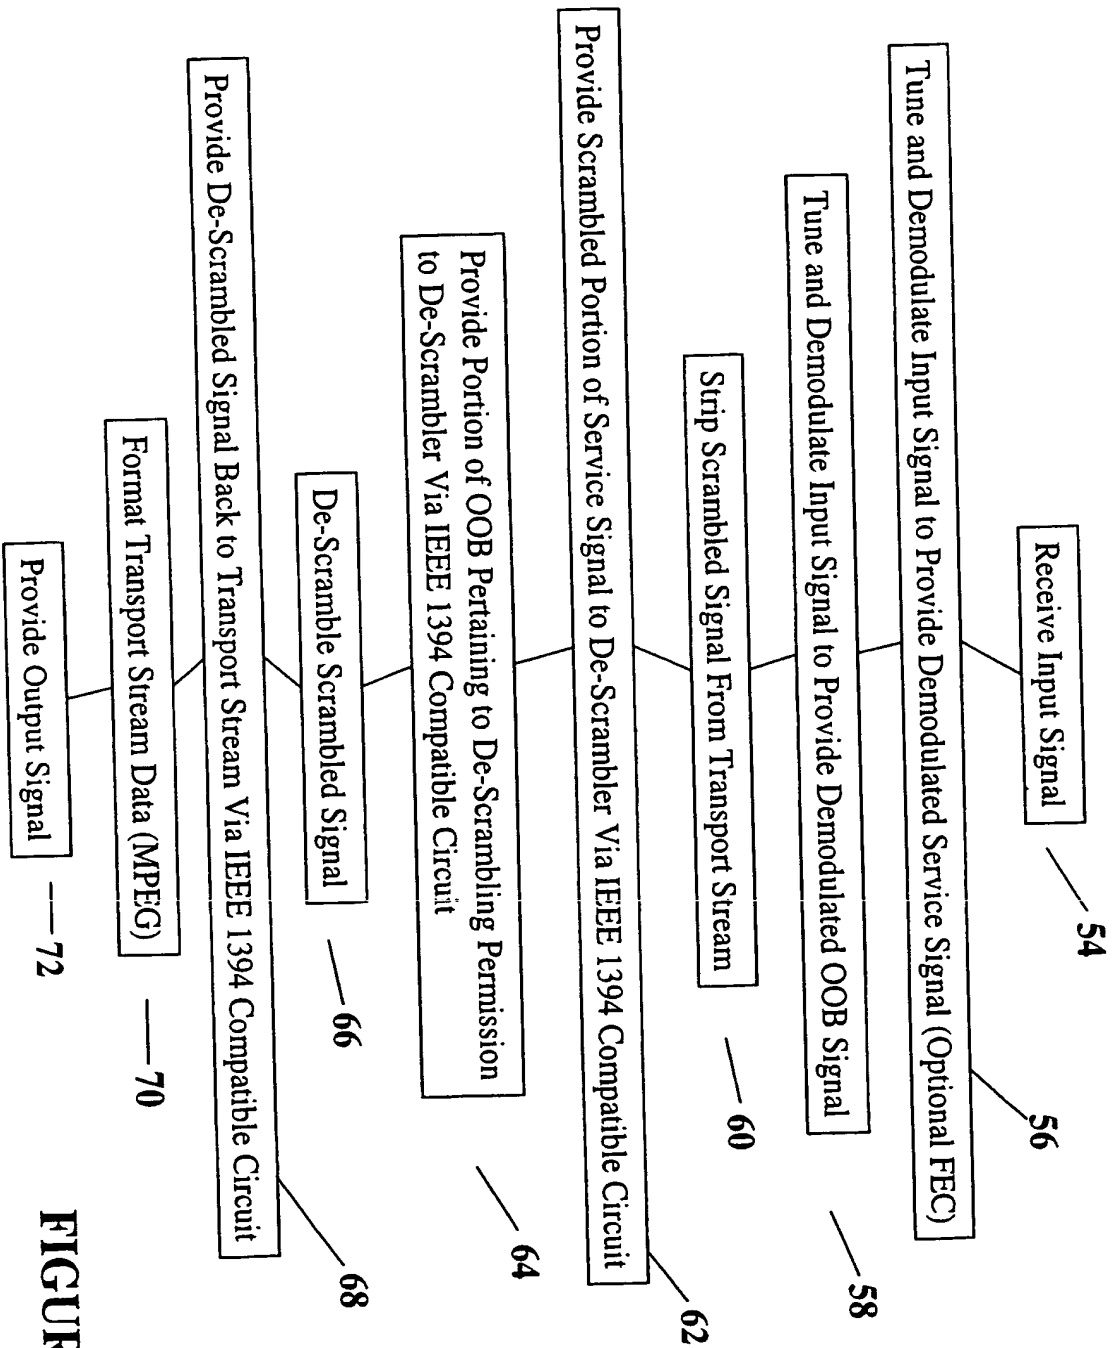 Receive Input Signal
54
Tune and Demodulate Input Signal to Provide Demodulated Service Signal (Optional FEC)
56
Tune and Demodulate Input Signal to Provide Demodulated OOB Signal
58
Strip Scrambled Signal From Transport Stream
60
Provide Scrambled Portion of Service Signal to De-Scrambler Via IEEE 1394 Compatible Circuit
62
Provide Portion of OOB Pertaining to De-Scrambling Permission
to De-Scrambler Via IEEE 1394 Compatible Circuit
64
De-Scramble Scrambled Signal
66
Provide De-Scrambled Signal Back to Transport Stream Via IEEE 1394 Compatible Circuit
68
Format Transport Stream Data (MPEG)
70
Provide Output Signal
72